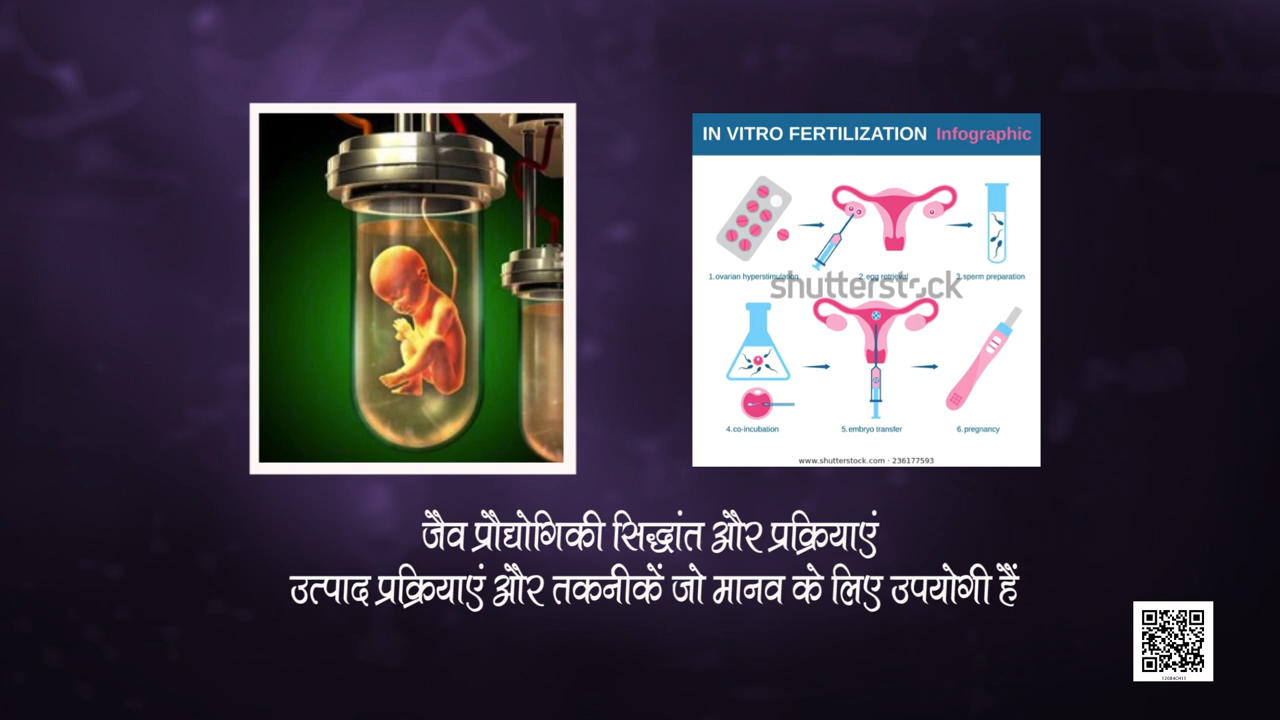 IN VITRO FERTILIZATION Infographic
1.ovarian hyperstimulation
2.egg retrieval
3.sperm preparation
shutterstock
4.co-incubation
5.embryo transfer
6.pregnancy
www.shutterstock.com · 236177593
जैव प्रौद्योगिकी सिद्धांत और प्रक्रियाएं
उत्पाद प्रक्रियाएं और तकनीकें जो मानव के लिए उपयोगी हैं